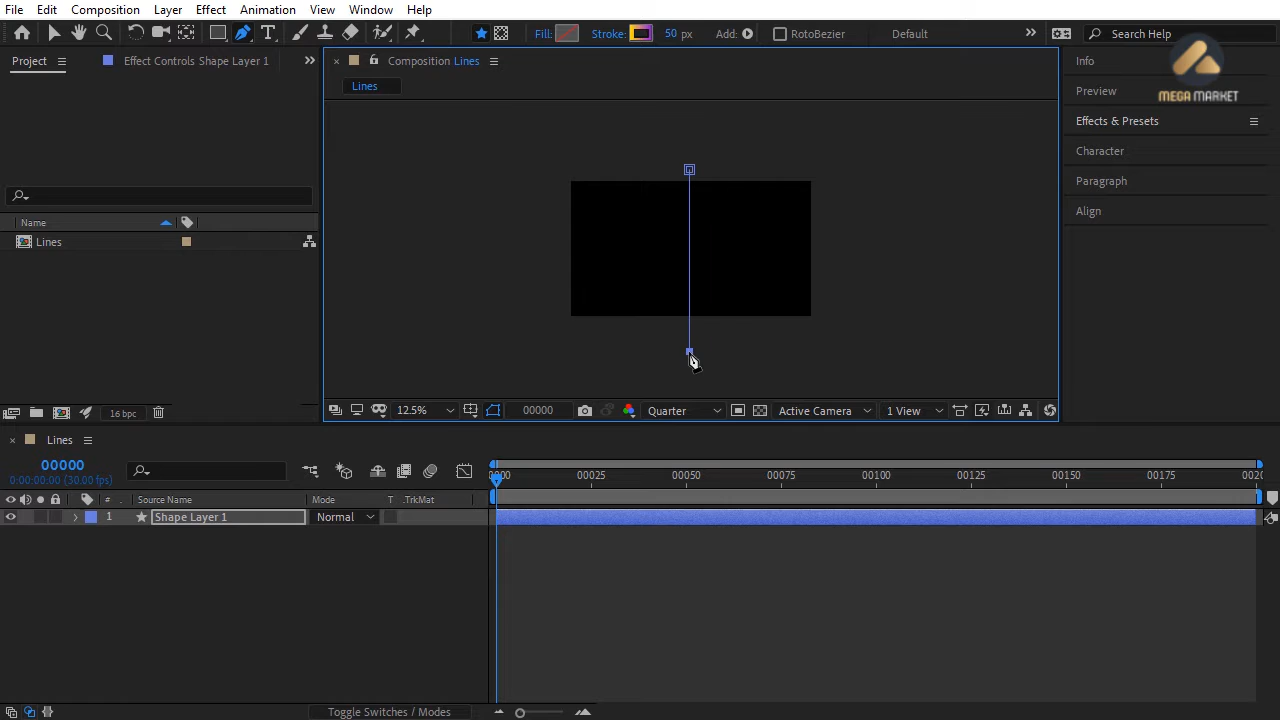 File Edit Composition Layer Effect Animation View Window Help
Fill: Stroke: 50 px Add: RotoBezier Default Search Help
Project Effect Controls Shape Layer 1 Composition Lines Info
MEGA MARKET
Lines Preview
Effects & Presets
Character
Paragraph
Align
Name
Lines
16 bpc 12.5% 00000 Quarter Active Camera 1 View
Lines
00000
0:00:00:00 (30.00 fps)
0000 00025 00050 00075 00100 00125 00150 00175 0020
# Source Name Mode T .TrkMat
1 Shape Layer 1 Normal
Toggle Switches / Modes